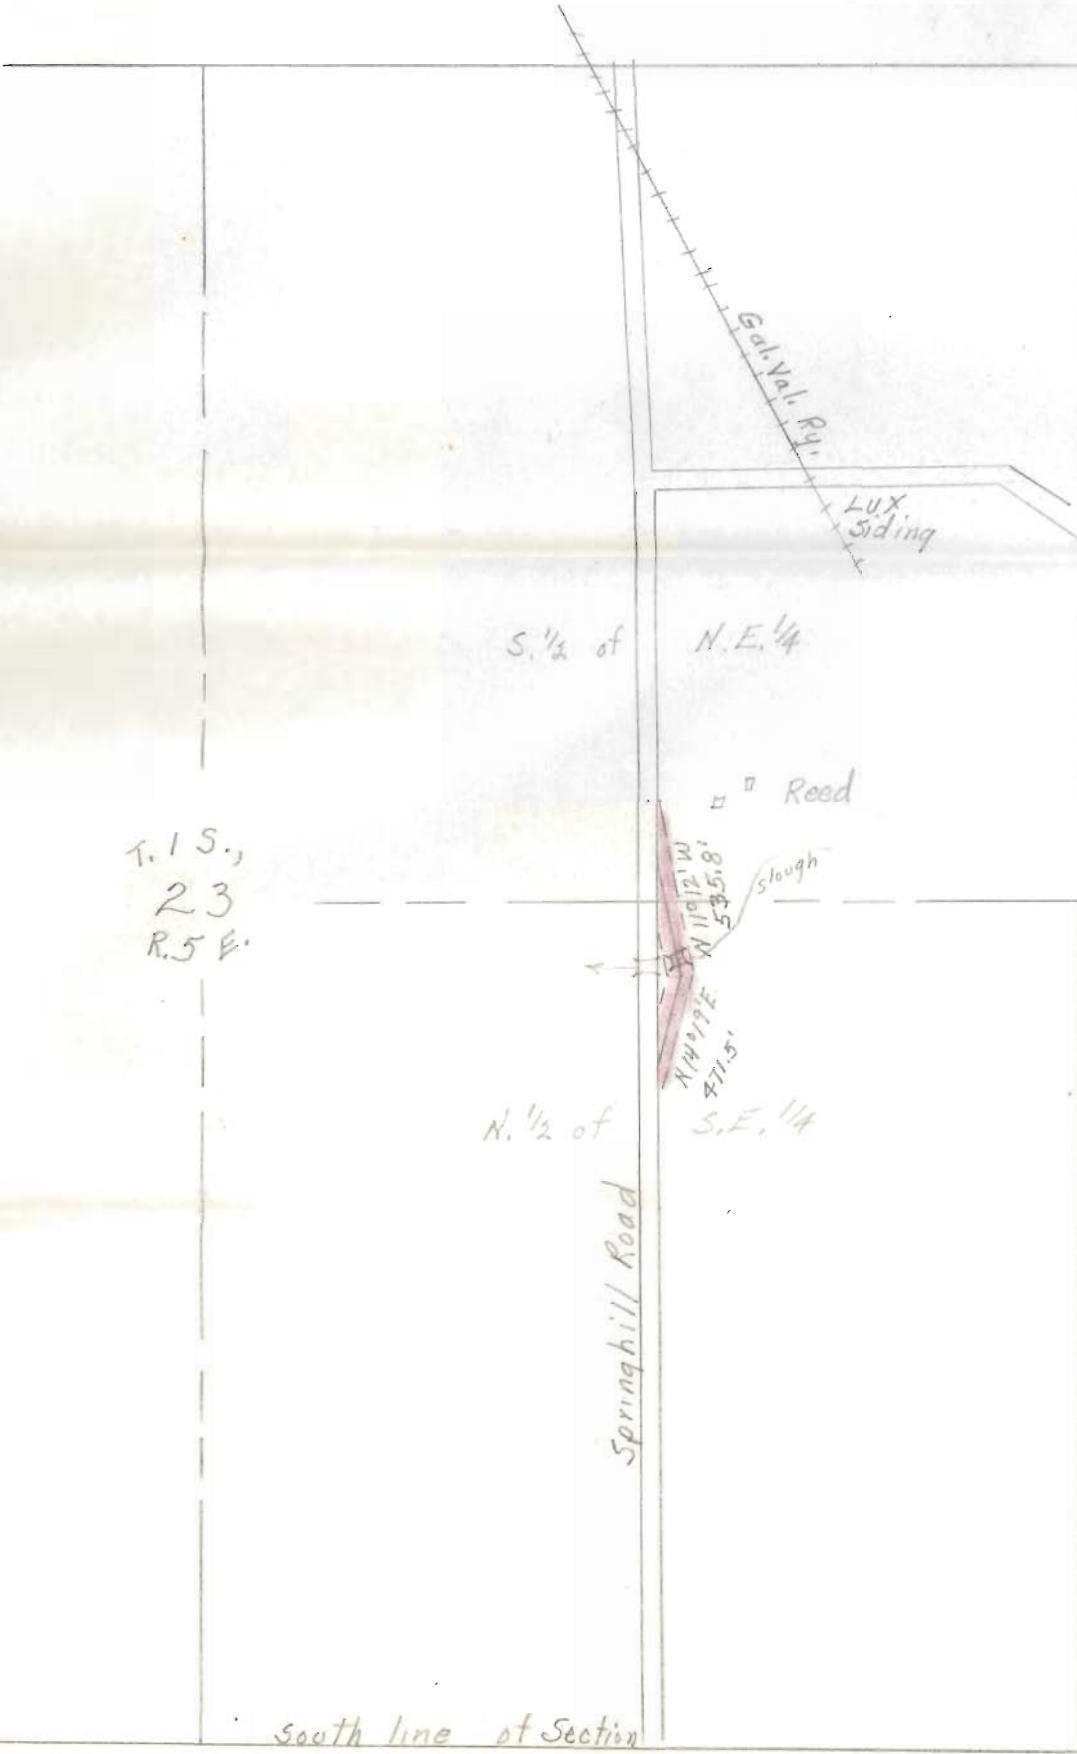 Gal. Val. Ry.
LUX
Siding
S. 1/2 of N.E. 1/4
Reed
T. 1 S.,
23
R. 5 E.
N 11°12' W
535.8'
slough
N 14°19' E
471.5'
N. 1/2 of S.E. 1/4
Springhill Road
South line of Section